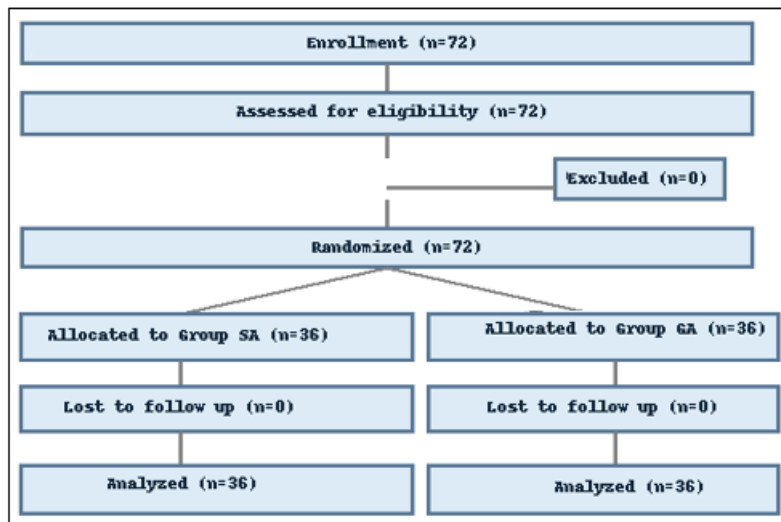 Enrollment (n=72)
Assessed for eligibility (n=72)
Excluded (n=0)
Randomized (n=72)
Allocated to Group SA (n=36)
Allocated to Group GA (n=36)
Lost to follow up (n=0)
Lost to follow up (n=0)
Analyzed (n=36)
Analyzed (n=36)